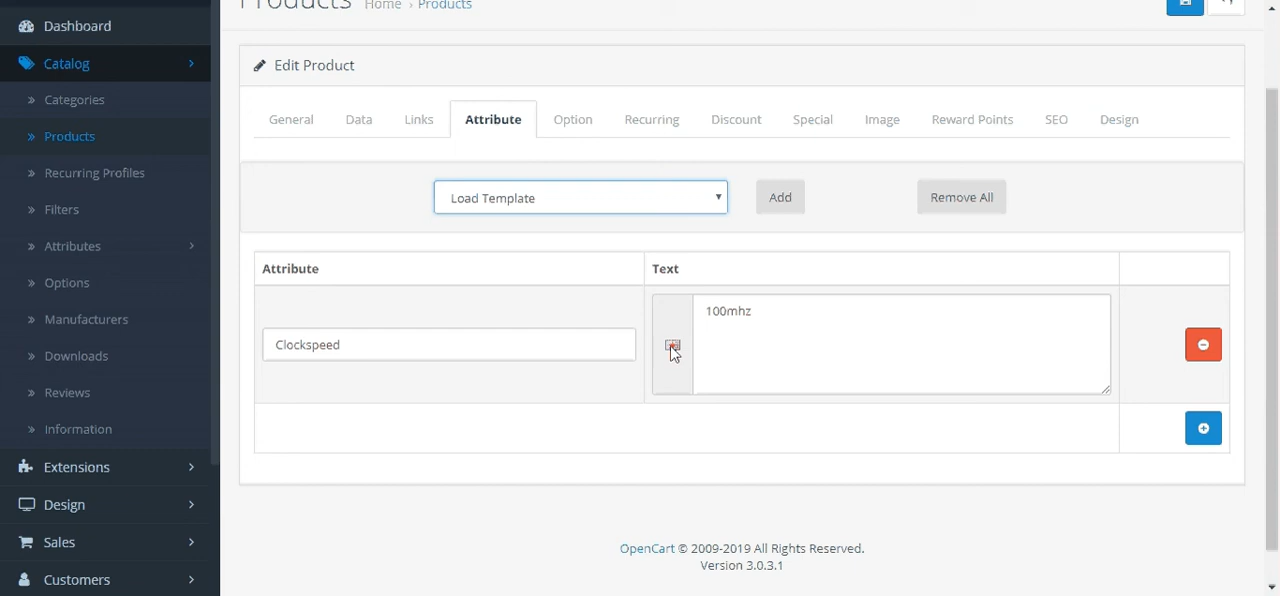 Products Home › Products
Dashboard
Catalog
» Categories
» Products
» Recurring Profiles
» Filters
» Attributes
» Options
» Manufacturers
» Downloads
» Reviews
» Information
Extensions
Design
Sales
Customers
Edit Product
General Data Links Attribute Option Recurring Discount Special Image Reward Points SEO Design
Load Template Add Remove All
Attribute Text
Clockspeed 100mhz
OpenCart © 2009-2019 All Rights Reserved.
Version 3.0.3.1